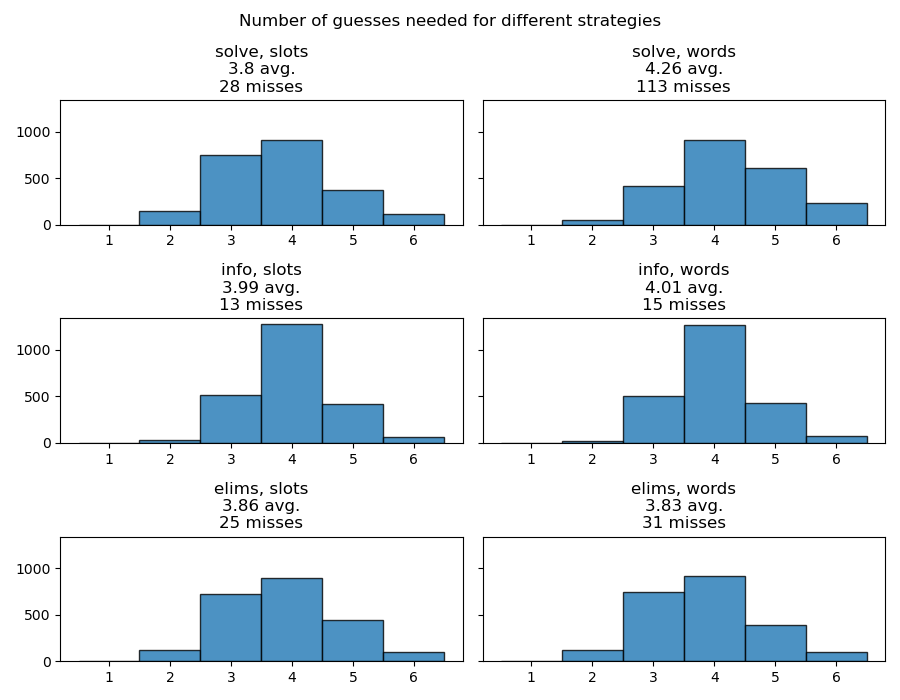 Number of guesses needed for different strategies
solve, slots
3.8 avg.
28 misses
1000
500
0
1 2 3 4 5 6
solve, words
4.26 avg.
113 misses
1 2 3 4 5 6
info, slots
3.99 avg.
13 misses
1000
500
0
1 2 3 4 5 6
info, words
4.01 avg.
15 misses
1 2 3 4 5 6
elims, slots
3.86 avg.
25 misses
1000
500
0
1 2 3 4 5 6
elims, words
3.83 avg.
31 misses
1 2 3 4 5 6